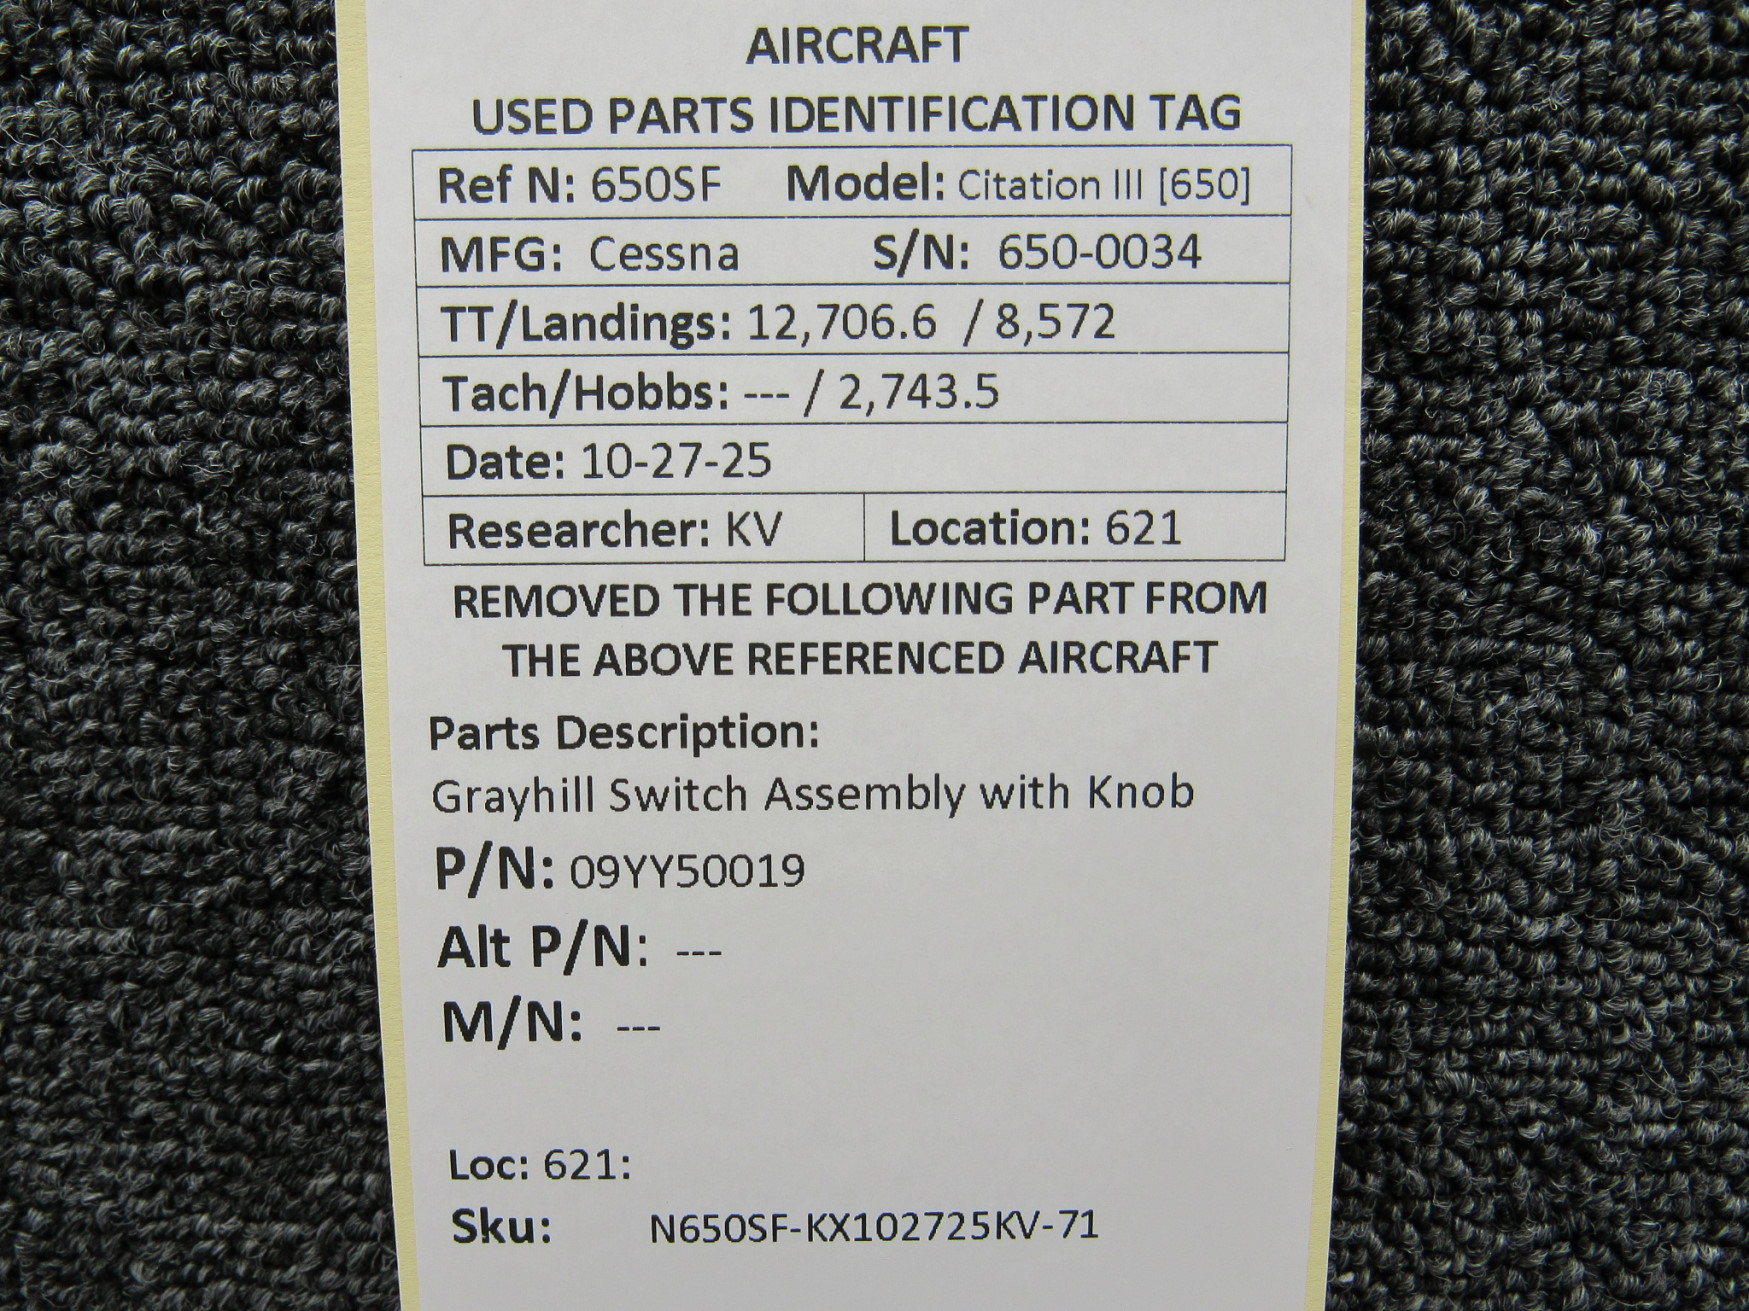 AIRCRAFT
USED PARTS IDENTIFICATION TAG
Ref N: 650SF Model: Citation III [650]
MFG: Cessna S/N: 650-0034
TT/Landings: 12,706.6 / 8,572
Tach/Hobbs: --- / 2,743.5
Date: 10-27-25
Researcher: KV Location: 621
REMOVED THE FOLLOWING PART FROM
THE ABOVE REFERENCED AIRCRAFT
Parts Description:
Grayhill Switch Assembly with Knob
P/N: 09YY50019
Alt P/N: ---
M/N: ---
Loc: 621:
Sku: N650SF-KX102725KV-71